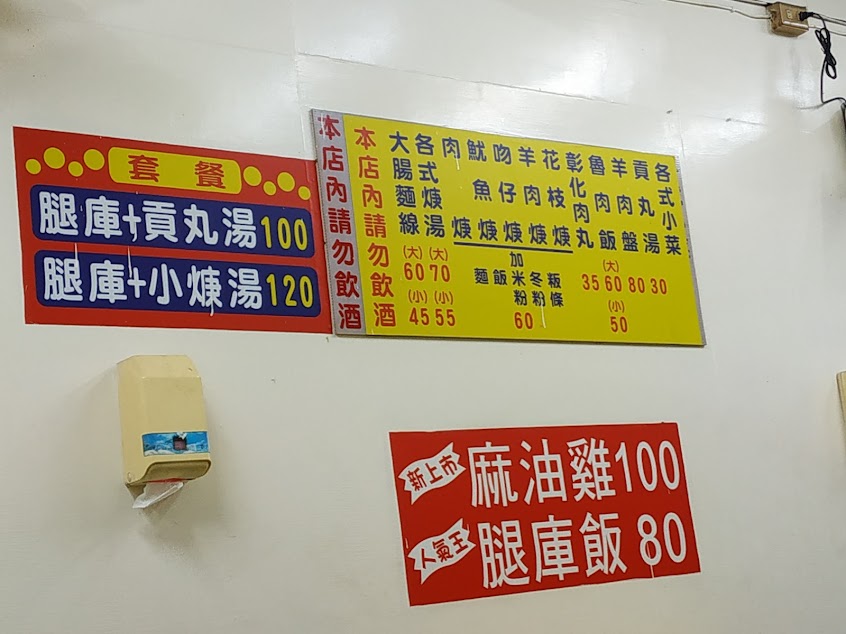 套餐
腿庫+貢丸湯100
腿庫+小焿湯120
本店內請勿飲酒
本店內請勿飲酒
大腸麵線
(大)
60
(小)
45
各式焿湯
(大)
70
(小)
55
肉焿
魷魚焿
吻仔焿
羊肉焿
花枝焿
加
麵
飯
米粉
冬粉
粄條
60
彰化肉丸
魯肉飯
羊肉盤
貢丸湯
各式小菜
35
(大)
60
(小)
50
80
30
新上市
麻油雞100
人氣王
腿庫飯80